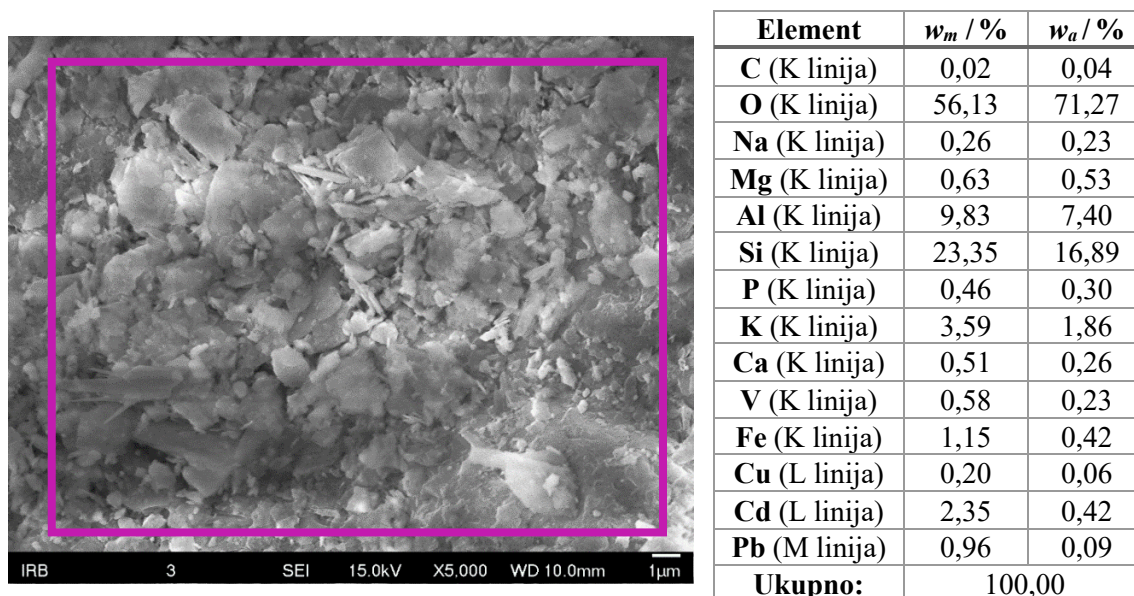 IRB 3 SEI 15.0kV X5,000 WD 10.0mm 1µm
Element wm / % wa / %
C (K linija) 0,02 0,04
O (K linija) 56,13 71,27
Na (K linija) 0,26 0,23
Mg (K linija) 0,63 0,53
Al (K linija) 9,83 7,40
Si (K linija) 23,35 16,89
P (K linija) 0,46 0,30
K (K linija) 3,59 1,86
Ca (K linija) 0,51 0,26
V (K linija) 0,58 0,23
Fe (K linija) 1,15 0,42
Cu (L linija) 0,20 0,06
Cd (L linija) 2,35 0,42
Pb (M linija) 0,96 0,09
Ukupno: 100,00